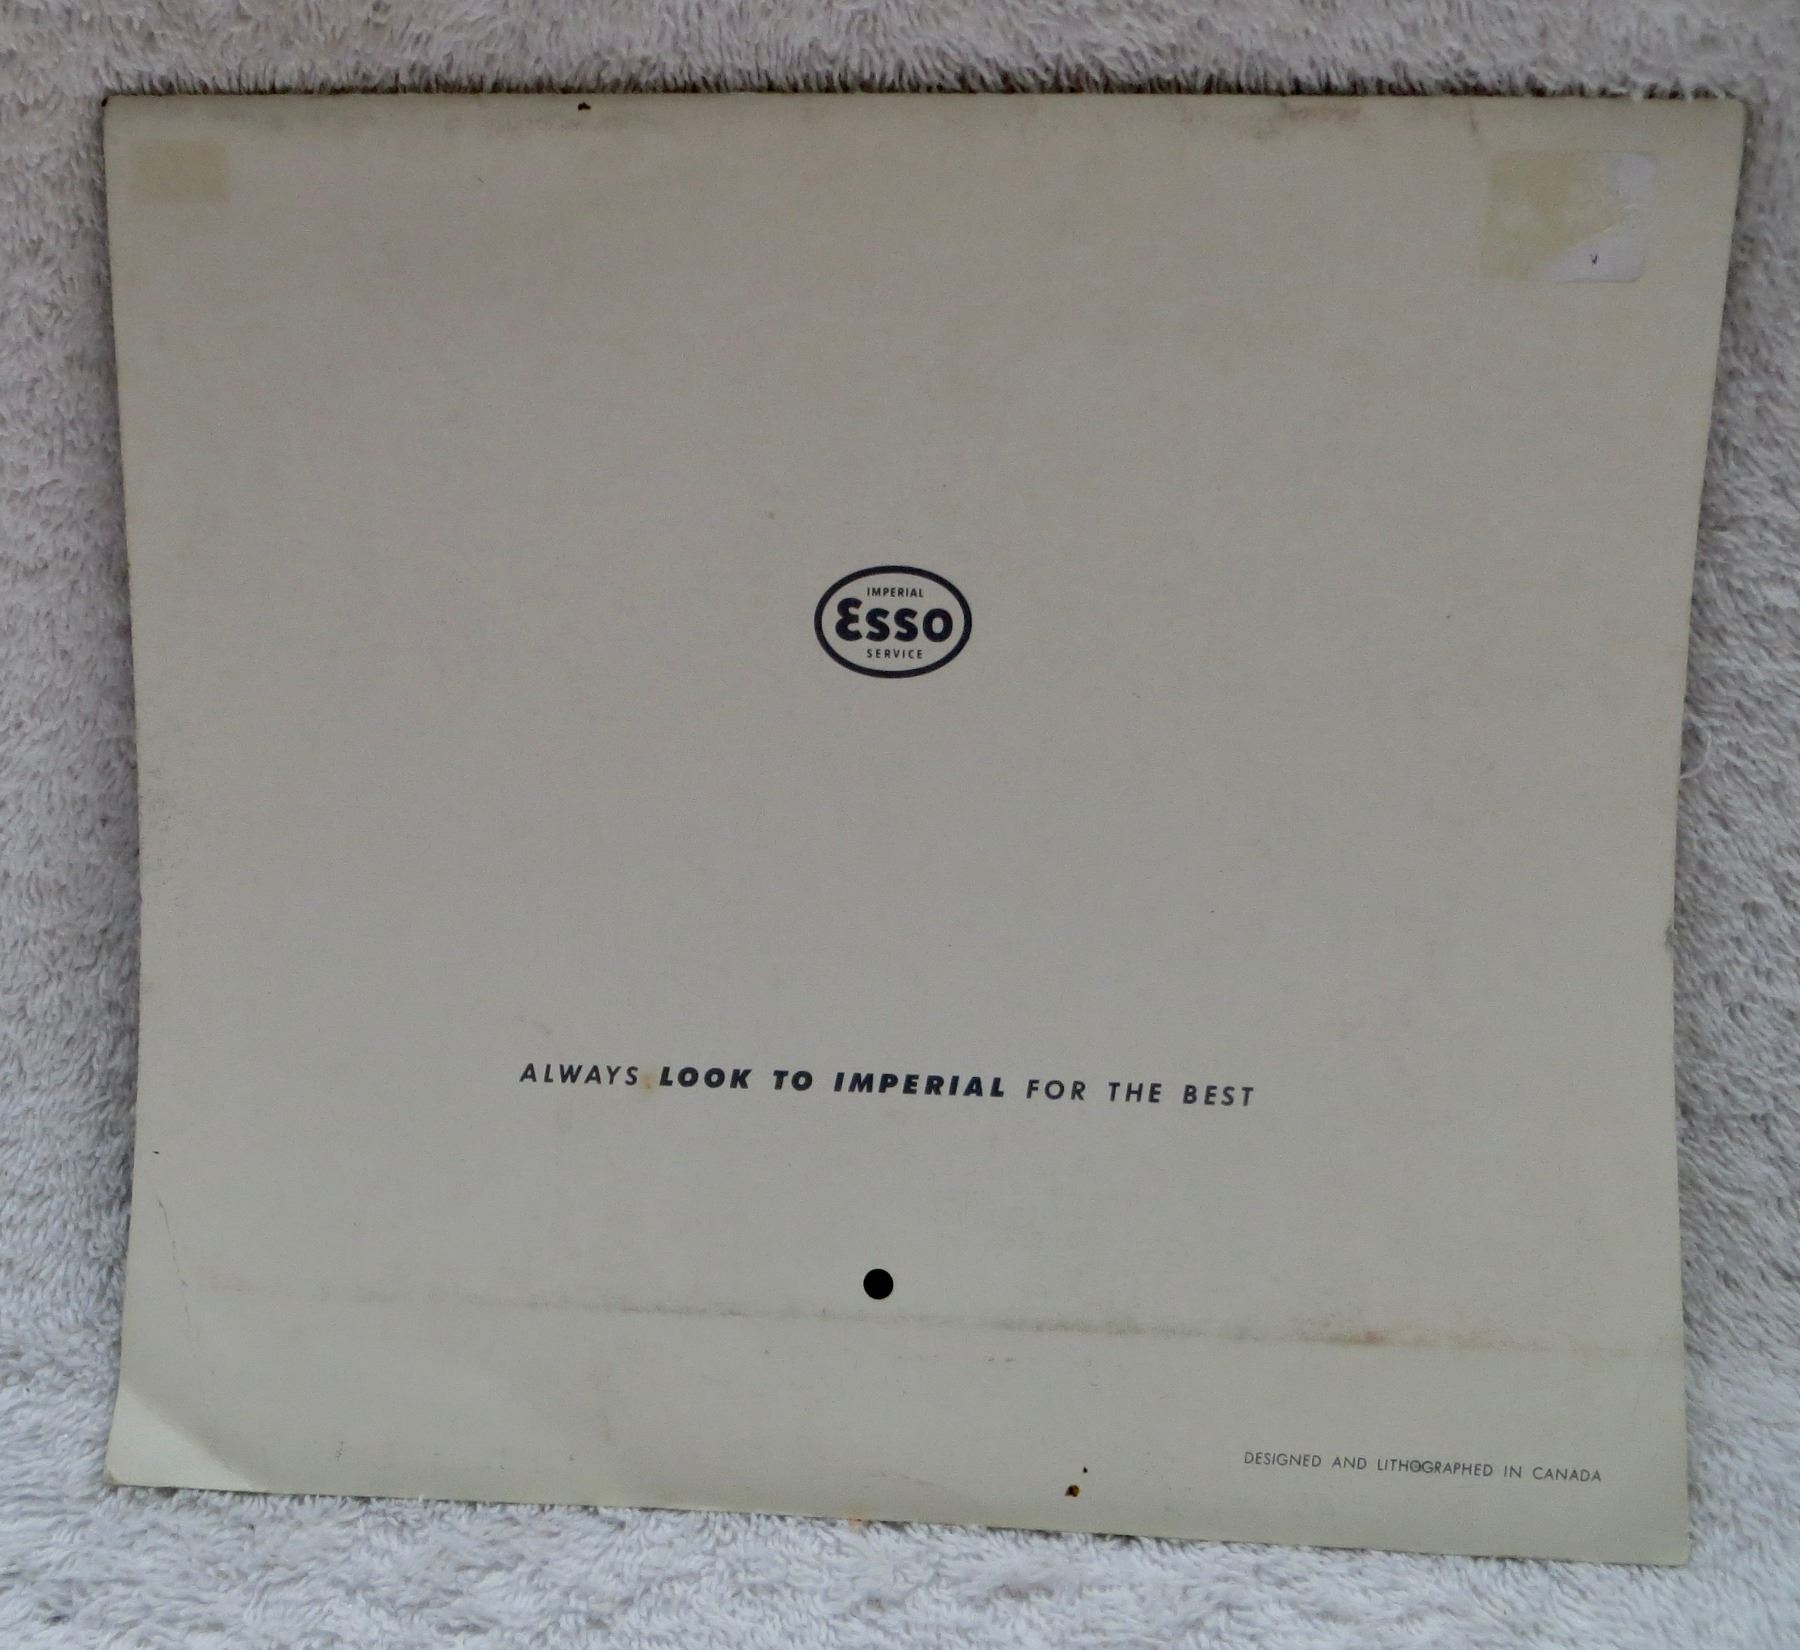 IMPERIAL
Esso
SERVICE
ALWAYS LOOK TO IMPERIAL FOR THE BEST
DESIGNED AND LITHOGRAPHED IN CANADA